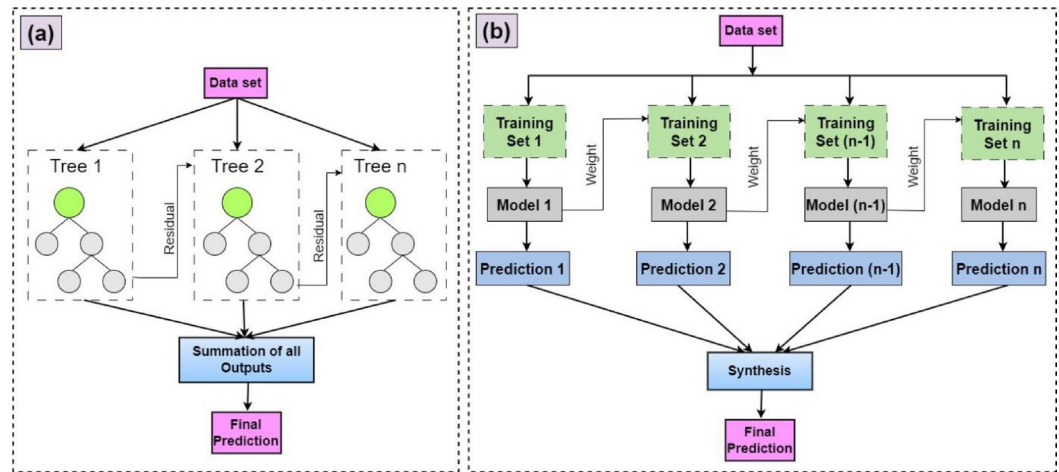 (a)
Data set
Tree 1
Tree 2
Tree n
Residual
Residual
Summation of all
Outputs
Final
Prediction
(b)
Data set
Training
Set 1
Training
Set 2
Training
Set (n-1)
Training
Set n
Weight
Weight
Weight
Model 1
Model 2
Model (n-1)
Model n
Prediction 1
Prediction 2
Prediction (n-1)
Prediction n
Synthesis
Final
Prediction